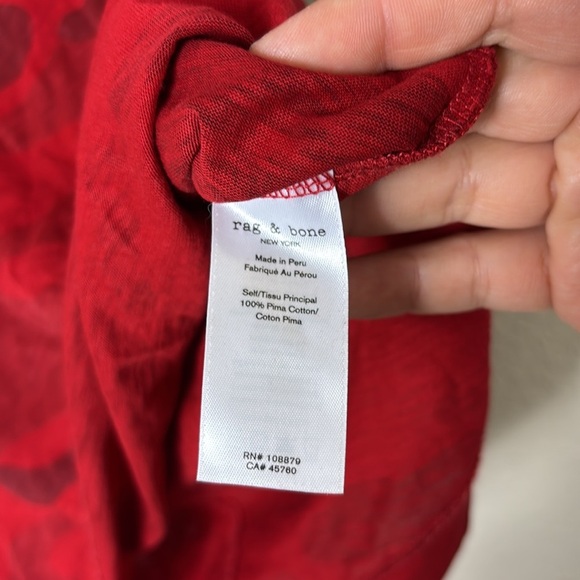 rag & bone
NEW YORK
Made in Peru
Fabriqué Au Pérou
Self/Tissu Principal
100% Pima Cotton/
Coton Pima
RN# 108879
CA# 45760